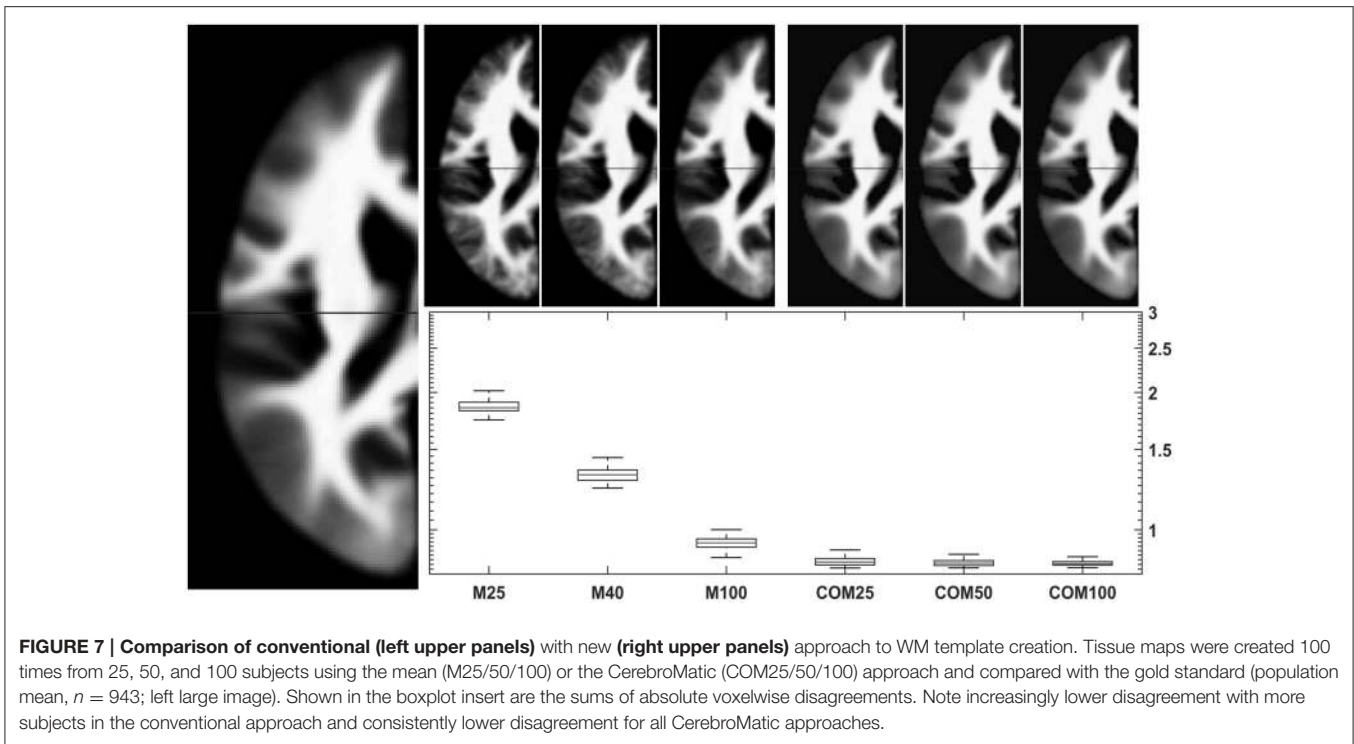 3
2.5
2
1.5
1
M25 M40 M100 COM25 COM50 COM100
FIGURE 7 | Comparison of conventional (left upper panels) with new (right upper panels) approach to WM template creation. Tissue maps were created 100
times from 25, 50, and 100 subjects using the mean (M25/50/100) or the CerebroMatic (COM25/50/100) approach and compared with the gold standard (population
mean, n = 943; left large image). Shown in the boxplot insert are the sums of absolute voxelwise disagreements. Note increasingly lower disagreement with more
subjects in the conventional approach and consistently lower disagreement for all CerebroMatic approaches.